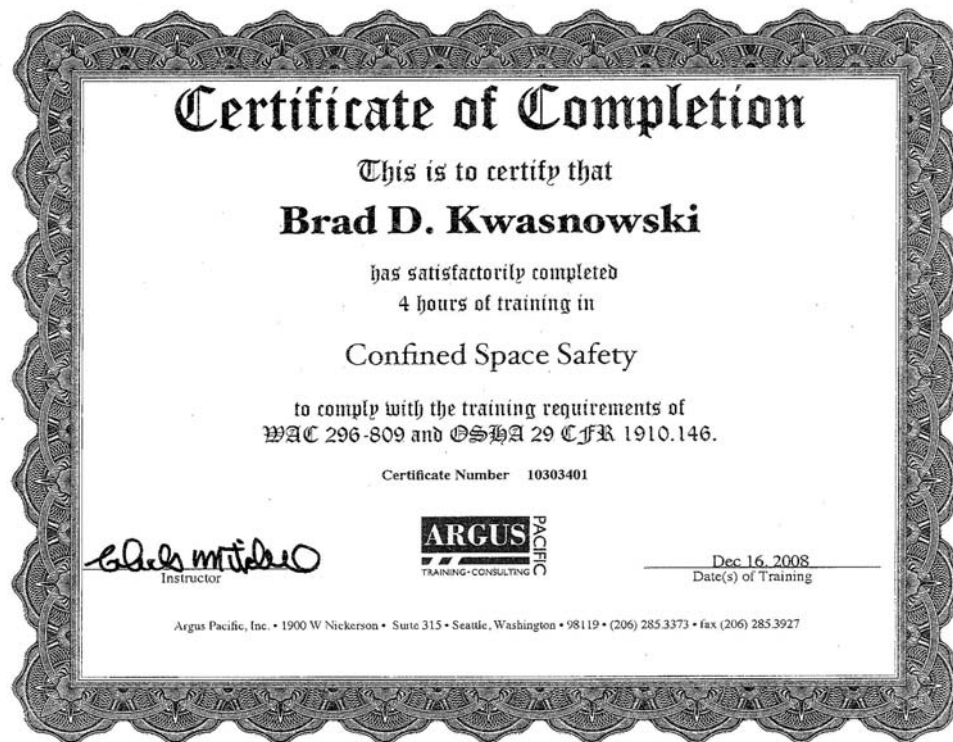 Certificate of Completion
This is to certify that
Brad D. Kwasnowski
has satisfactorily completed
4 hours of training in
Confined Space Safety
to comply with the training requirements of
WAC 296-809 and OSHA 29 CFR 1910.146.
Certificate Number 10303401
ARGUS PACIFIC
TRAINING•CONSULTING
Instructor
Dec 16, 2008
Date(s) of Training
Argus Pacific, Inc. • 1900 W Nickerson • Suite 315 • Seattle, Washington • 98119 • (206) 285.3373 • fax (206) 285.3927